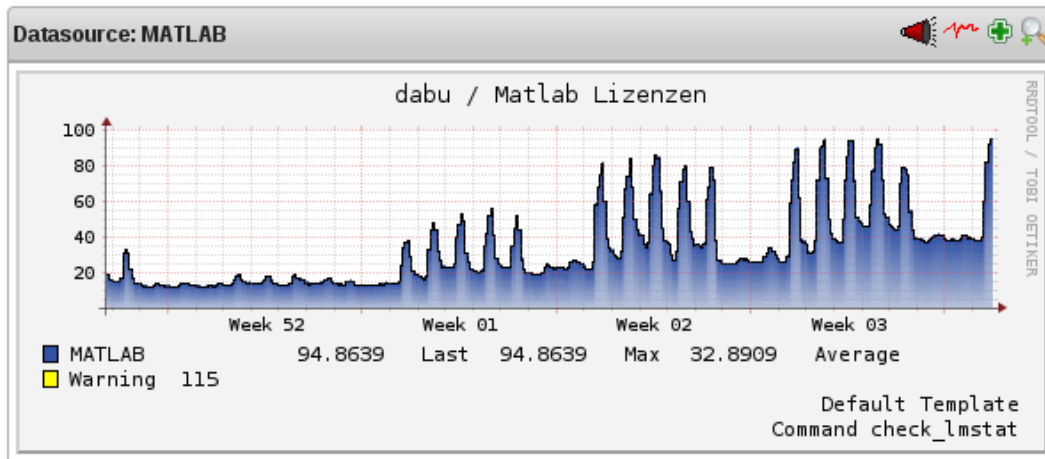 Datasource: MATLAB
dabu / Matlab Lizenzen
100
80
60
40
20
Week 52 Week 01 Week 02 Week 03
MATLAB 94.8639 Last 94.8639 Max 32.8909 Average
Warning 115
Default Template
Command check_lmstat
RRDTOOL / TOBI OETIKER